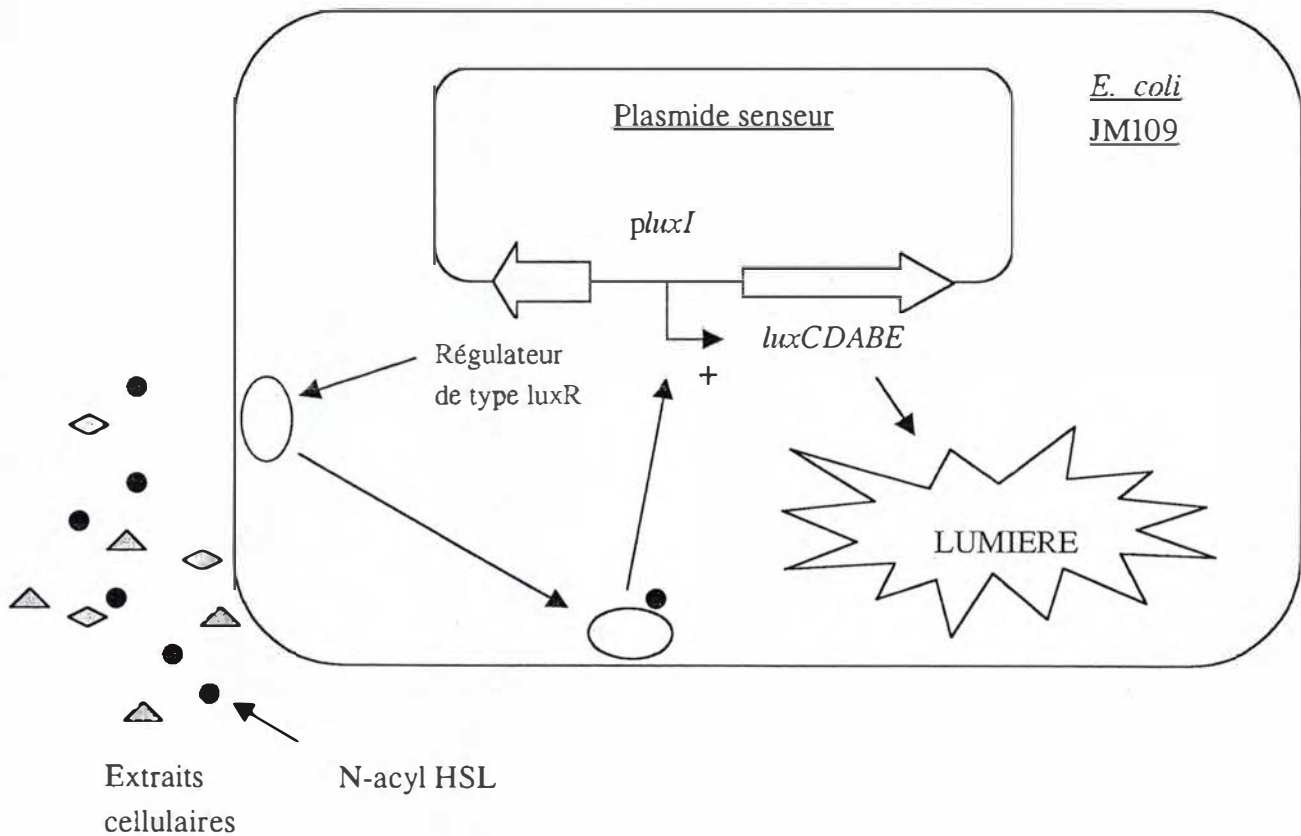 E. coli
JM109
Plasmide senseur
pluxI
luxCDABE
Régulateur
de type luxR
+
LUMIERE
N-acyl HSL
Extraits
cellulaires